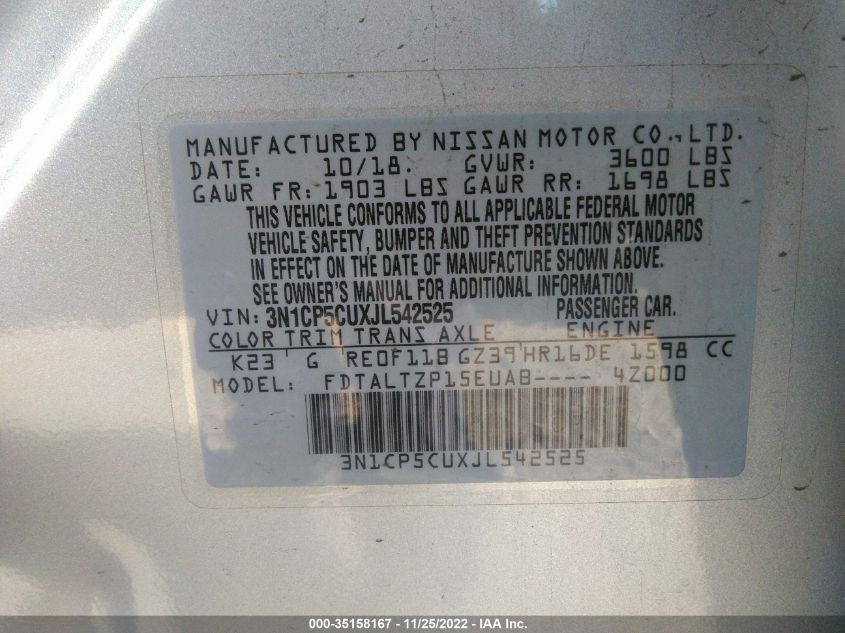 MANUFACTURED BY NISSAN MOTOR CO., LTD.
DATE: 10/18. GVWR: 3600 LBS
GAWR FR: 1903 LBS GAWR RR: 1698 LBS
THIS VEHICLE CONFORMS TO ALL APPLICABLE FEDERAL MOTOR
VEHICLE SAFETY, BUMPER AND THEFT PREVENTION STANDARDS
IN EFFECT ON THE DATE OF MANUFACTURE SHOWN ABOVE.
SEE OWNER'S MANUAL FOR ADDITIONAL INFORMATION.
VIN: 3N1CP5CUXJL542525 PASSENGER CAR.
COLOR TRIM TRANS AXLE ENGINE
K23 G RE0F11B GZ39 HR16DE 1598 CC
MODEL: FDTALTZP15EUAB---- 4Z000
3N1CP5CUXJL542525
000-35158167 - 11/25/2022 - IAA Inc.